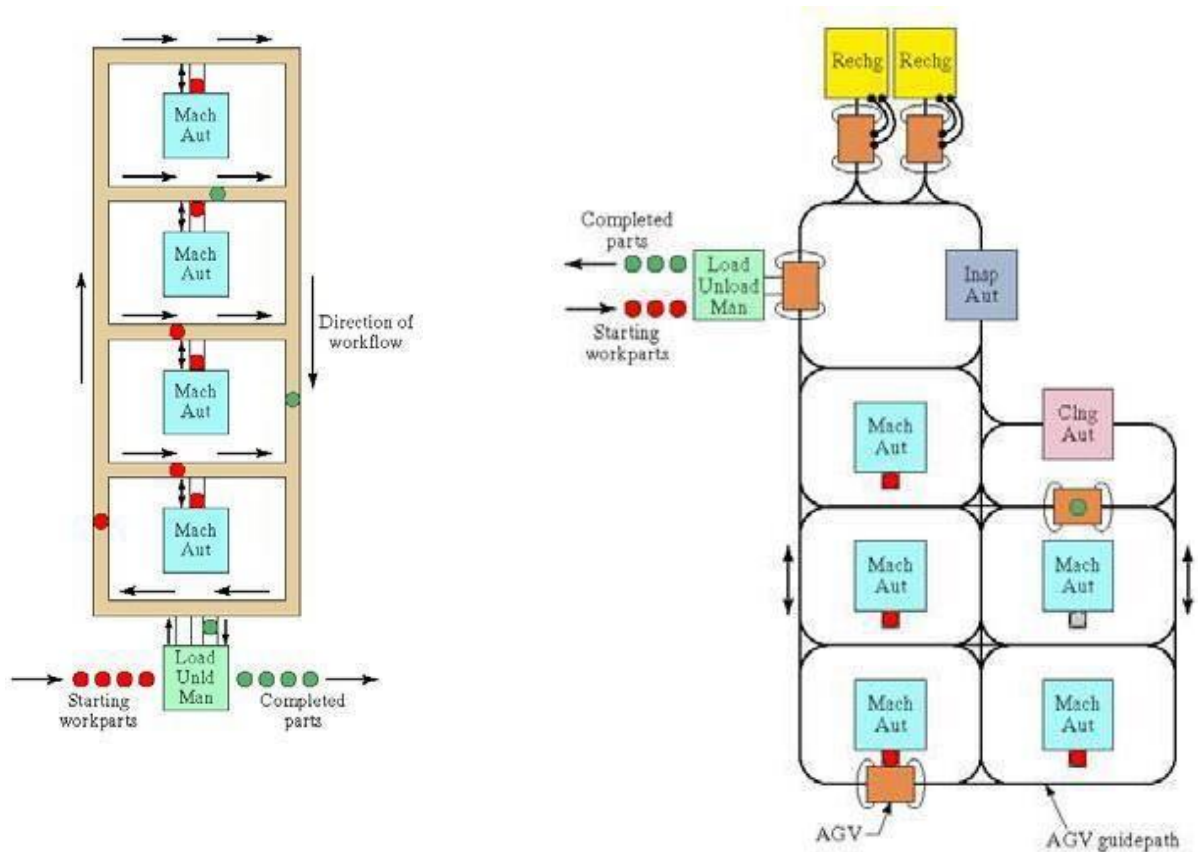 Mach
Aut
Mach
Aut
Direction of
workflow
Mach
Aut
Mach
Aut
Load
Unld
Man
Starting
workparts
Completed
parts
Rechg
Rechg
Completed
parts
Load
Unload
Man
Starting
workparts
Insp
Aut
Mach
Aut
Clng
Aut
Mach
Aut
Mach
Aut
Mach
Aut
Mach
Aut
AGV
AGV guidepath